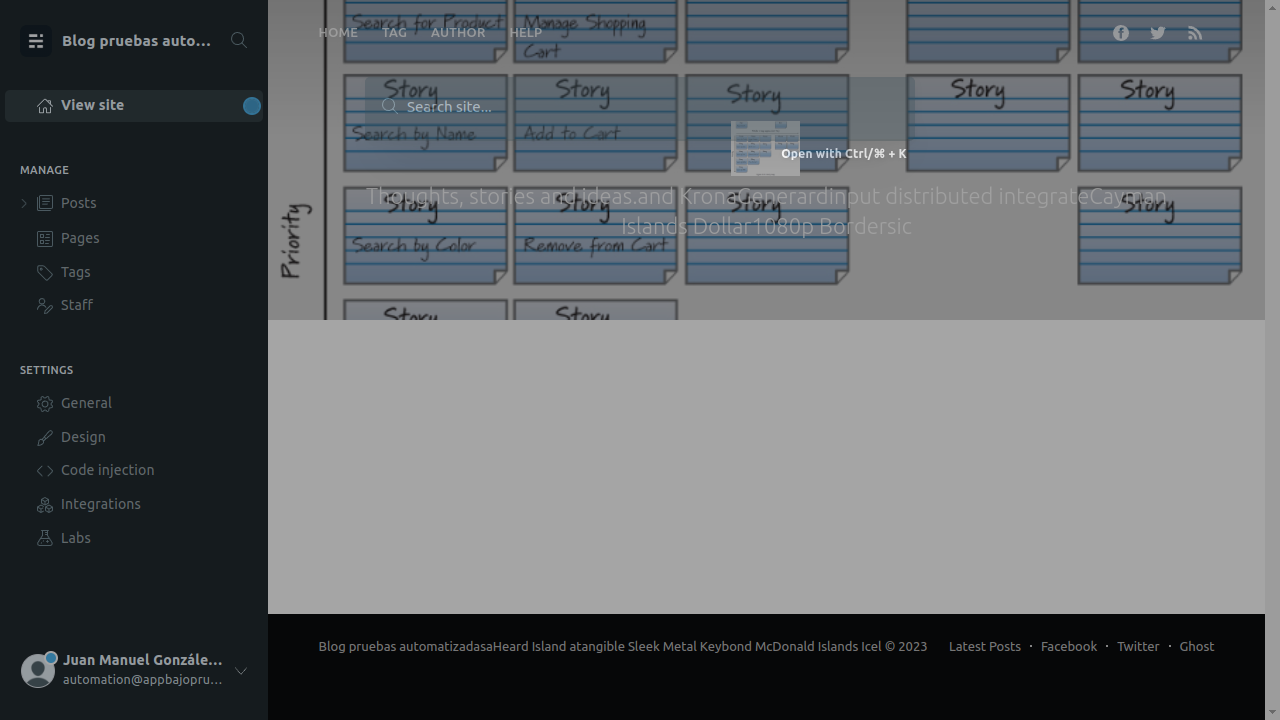 Blog pruebas auto...
View site
MANAGE
Posts
Pages
Tags
Staff
SETTINGS
General
Design
Code injection
Integrations
Labs
Juan Manuel Gonzále...
automation@appbajopru...
HOME TAG AUTHOR HELP
Search for Product
Manage Shopping
Cart
Search site...
Open with Ctrl/⌘ + K
Story Story Story Story Story
Search by Name Add to Cart
Thoughts, stories and ideas.and KronaGenerardinput distributed integrateCayman
Islands Dollar1080p Bordersic
Priority
Story Story Story Story
Search by Color Remove from Cart
Story Story
Blog pruebas automatizadasaHeard Island atangible Sleek Metal Keybond McDonald Islands Icel © 2023
Latest Posts · Facebook · Twitter · Ghost